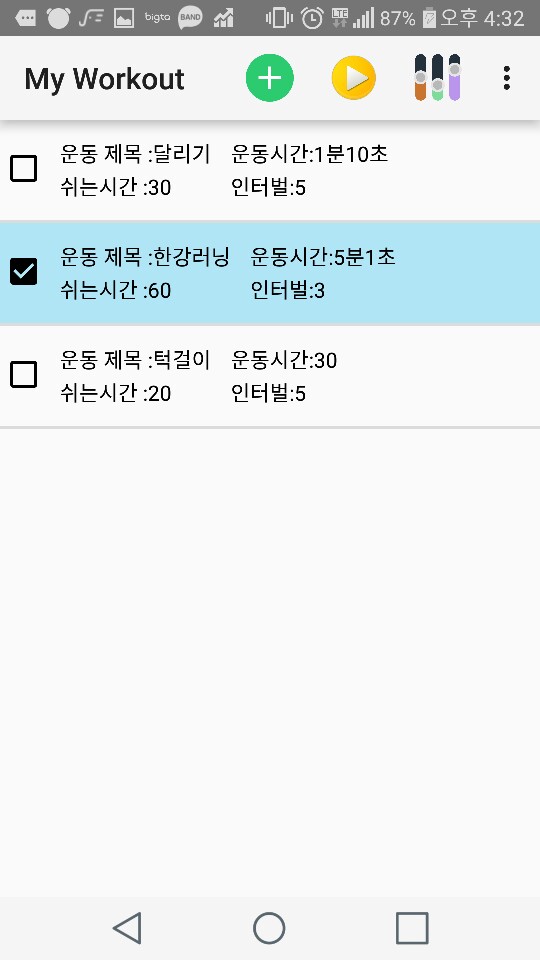 bigta BAND LTE 87% 오후 4:32
My Workout
운동 제목 :달리기 운동시간:1분10초
쉬는시간 :30 인터벌:5
운동 제목 :한강러닝 운동시간:5분1초
쉬는시간 :60 인터벌:3
운동 제목 :턱걸이 운동시간:30
쉬는시간 :20 인터벌:5